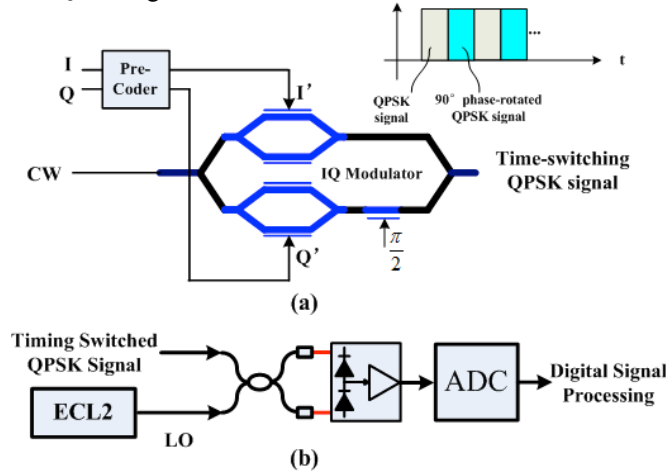 I
Q
Pre-
Coder
I'
Q'
CW
IQ Modulator
π
2
...
t
QPSK
signal
90° phase-rotated
QPSK signal
Time-switching
QPSK signal
(a)
Timing Switched
QPSK Signal
ECL2
LO
ADC
Digital Signal
Processing
(b)